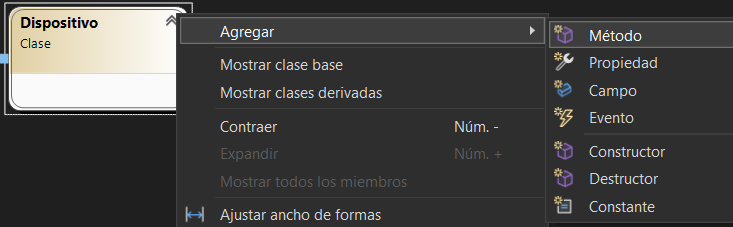 Dispositivo
Clase
Agregar
Mostrar clase base
Mostrar clases derivadas
Contraer Núm. -
Expandir Núm. +
Mostrar todos los miembros
Ajustar ancho de formas
Método
Propiedad
Campo
Evento
Constructor
Destructor
Constante